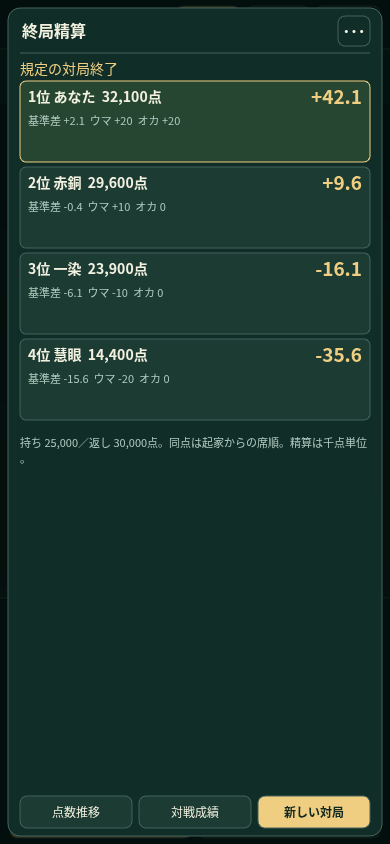 終局精算
…
規定の対局終了
1位 あなた 32,100点 +42.1
基準差 +2.1 ウマ +20 オカ +20
2位 赤銅 29,600点 +9.6
基準差 -0.4 ウマ +10 オカ 0
3位 一染 23,900点 -16.1
基準差 -6.1 ウマ -10 オカ 0
4位 慧眼 14,400点 -35.6
基準差 -15.6 ウマ -20 オカ 0
持ち 25,000／返し 30,000点。同点は起家からの席順。精算は千点単位
。
点数推移 対戦成績 新しい対局